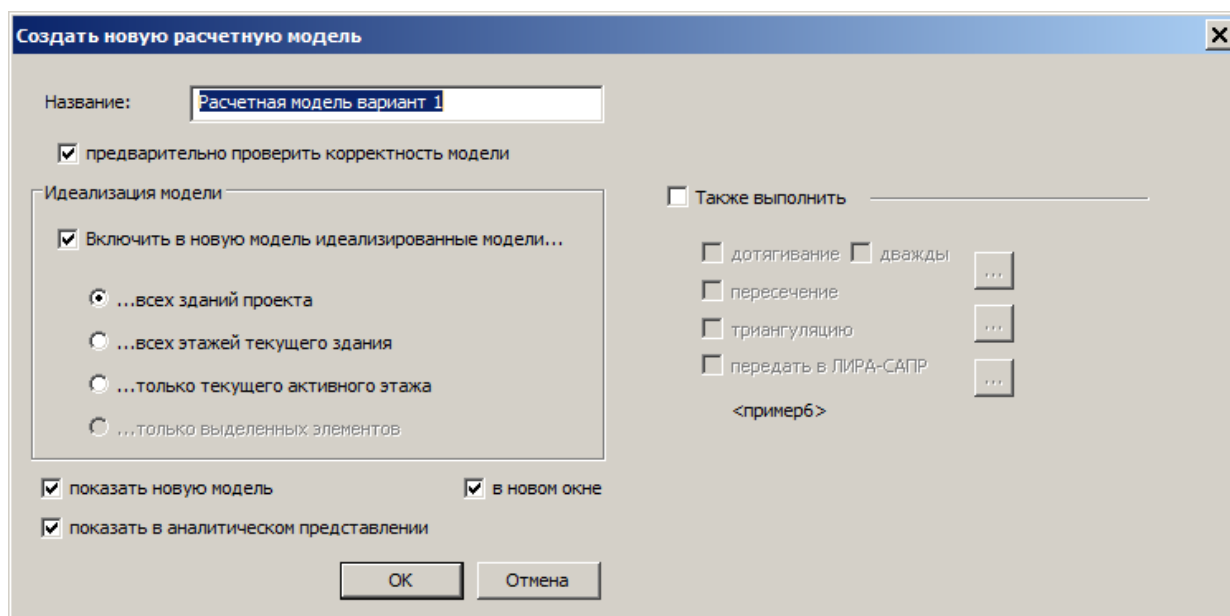 Создать новую расчетную модель
Название: Расчетная модель вариант 1
предварительно проверить корректность модели
Идеализация модели
Включить в новую модель идеализированные модели...
...всех зданий проекта
...всех этажей текущего здания
...только текущего активного этажа
...только выделенных элементов
Также выполнить
дотягивание дважды
...
пересечение
триангуляцию
...
передать в ЛИРА-САПР
...
<пример6>
показать новую модель в новом окне
показать в аналитическом представлении
OK Отмена